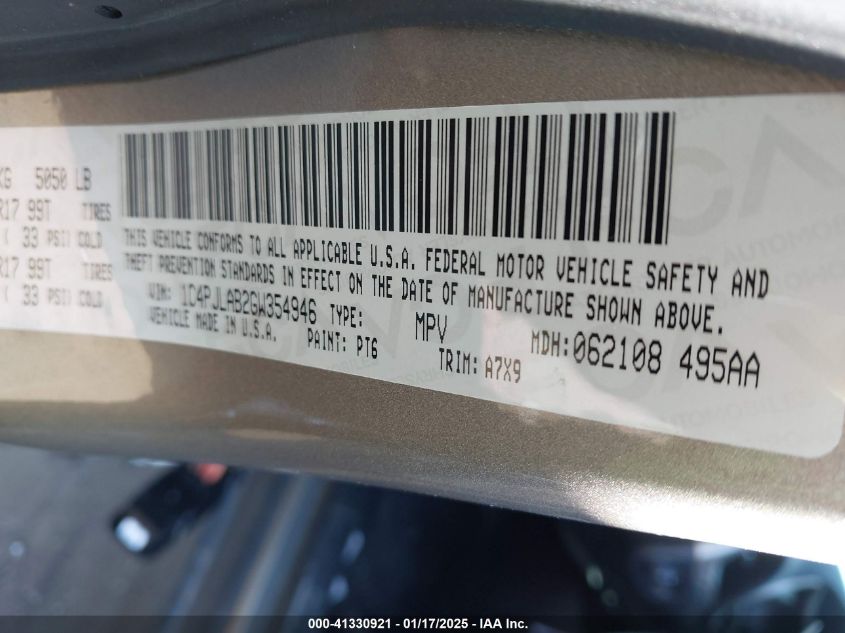 KG 5050 LB
R17 99T TIRES
( 33 PSI) COLD
R17 99T TIRES
( 33 PSI) COLD
THIS VEHICLE CONFORMS TO ALL APPLICABLE U.S.A. FEDERAL MOTOR VEHICLE SAFETY AND
THEFT PREVENTION STANDARDS IN EFFECT ON THE DATE OF MANUFACTURE SHOWN ABOVE.
VIN: 1C4PJLAB2GW354946 TYPE: MPV MDH:062108 495AA
VEHICLE MADE IN U.S.A. PAINT: PT6 TRIM: A7X9
000-41330921 / 01/17/2025 - © IAA Inc.